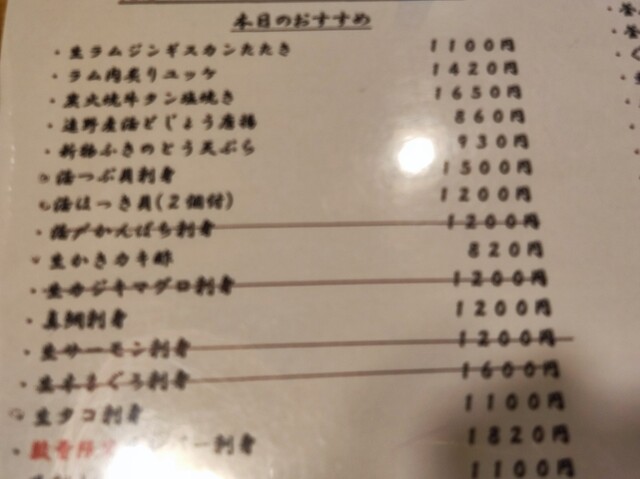 本日のおすすめ
・生ラムジンギスカンたたき 1100円
・ラム肉炙りユッケ 1420円
・炭火焼牛タン塩焼き 1650円
・遠野産活どじょう唐揚 860円
・新物ふきのとう天ぷら 930円
活つぶ貝刺身 1500円
活ほっき貝(2個付) 1200円
・活〆かんぱち刺身 1200円
生かきカキ酢 820円
・生カジキマグロ刺身 1200円
・真鯛刺身 1200円
・生サーモン刺身 1200円
・生本まぐろ刺身 1600円
生タコ刺身 1100円
・数量限定 ー刺身 1820円
1100円